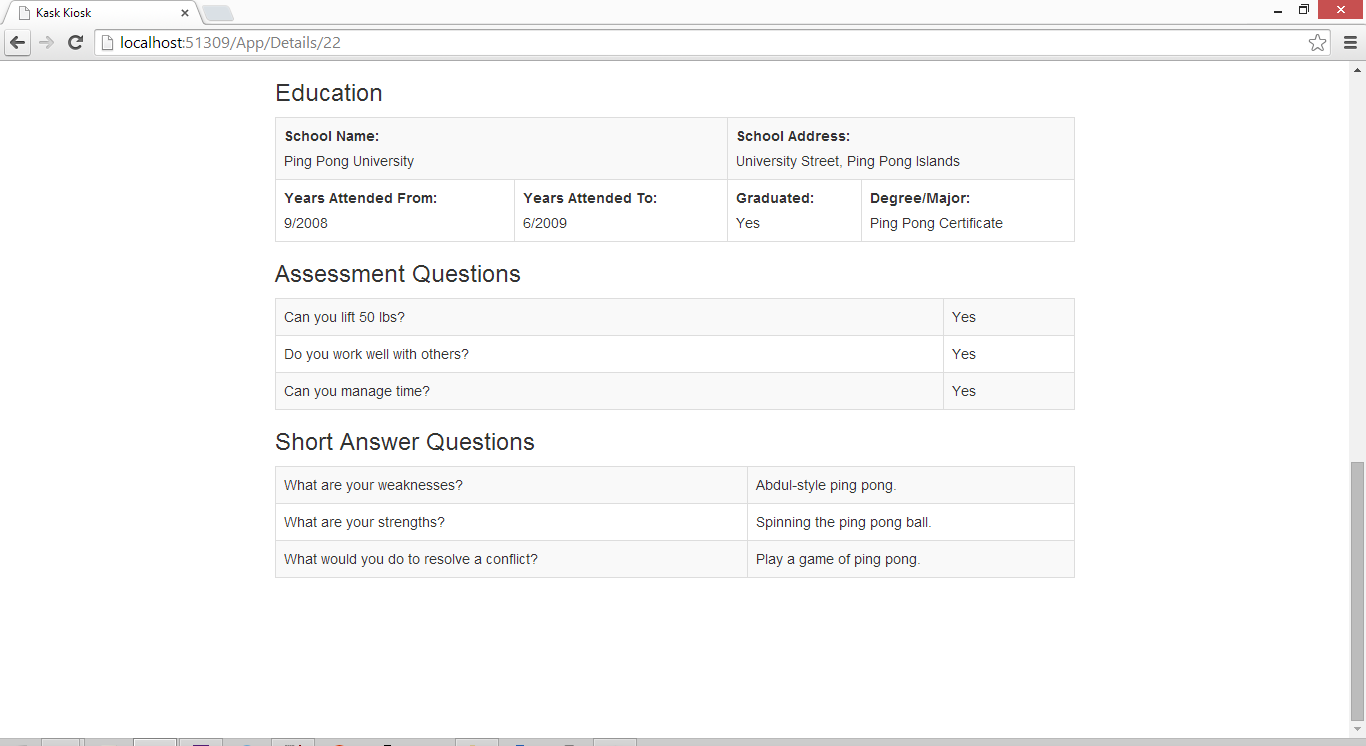 Kask Kiosk
localhost:51309/App/Details/22
Education
School Name: School Address:
Ping Pong University University Street, Ping Pong Islands
Years Attended From: Years Attended To: Graduated: Degree/Major:
9/2008 6/2009 Yes Ping Pong Certificate
Assessment Questions
Can you lift 50 lbs? Yes
Do you work well with others? Yes
Can you manage time? Yes
Short Answer Questions
What are your weaknesses? Abdul-style ping pong.
What are your strengths? Spinning the ping pong ball.
What would you do to resolve a conflict? Play a game of ping pong.